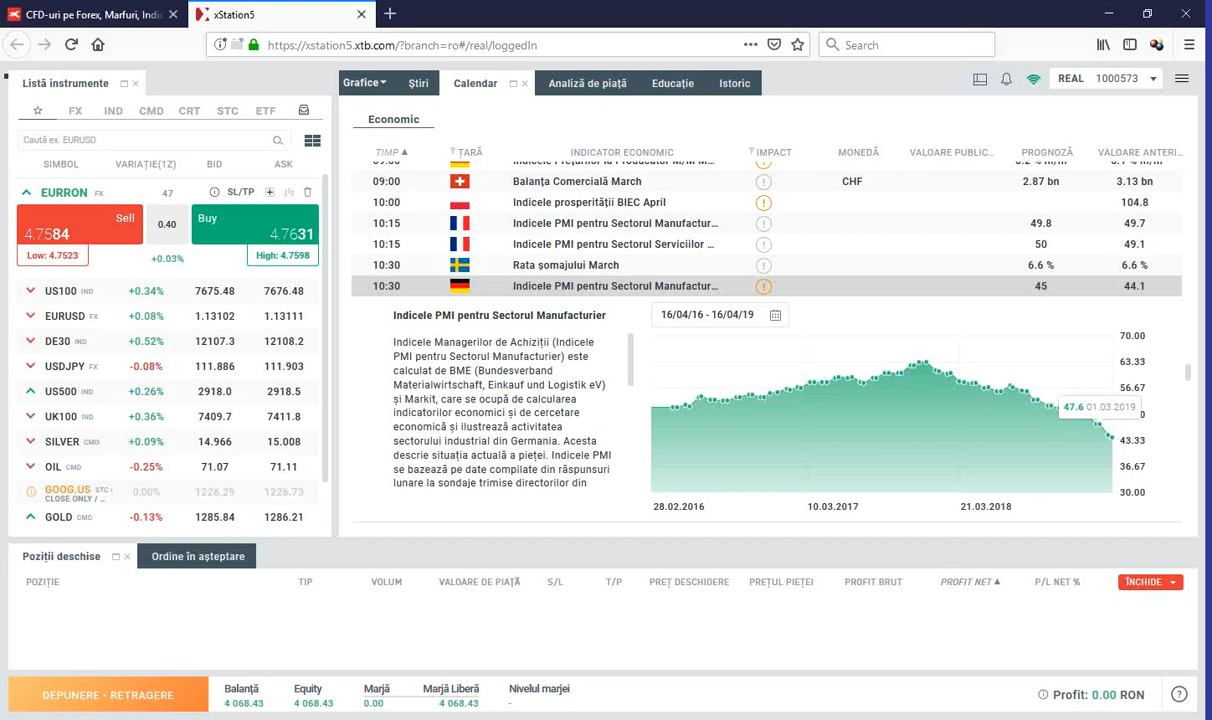 CFD-uri pe Forex, Marfuri, Indic
xStation5
https://xstation5.xtb.com/?branch=ro#/real/loggedIn
Search
Listă instrumente
Grafice
Știri
Calendar
Analiză de piață
Educație
Istoric
REAL 1000573
FX IND CMD CRT STC ETF
Caută ex. EURUSD
SIMBOL VARIAȚIE(1Z) BID ASK
EURRON FX 47 SL/TP
Sell
4.7584
0.40
Buy
4.7631
Low: 4.7523
+0.03%
High: 4.7598
US100 IND +0.34% 7675.48 7676.48
EURUSD FX +0.08% 1.13102 1.13111
DE30 IND +0.52% 12107.3 12108.2
USDJPY FX -0.08% 111.886 111.903
US500 IND +0.26% 2918.0 2918.5
UK100 IND +0.36% 7409.7 7411.8
SILVER CMD +0.09% 14.966 15.008
OIL CMD -0.25% 71.07 71.11
GOOG.US STC 0.00% 1226.29 1226.73
CLOSE ONLY / ...
GOLD CMD -0.13% 1285.84 1286.21
Economic
TIMP ▲ ȚARĂ INDICATOR ECONOMIC IMPACT MONEDĂ VALOARE PUBLIC... PROGNOZĂ VALOARE ANTERI...
09:00 Balanța Comercială March CHF 2.87 bn 3.13 bn
10:00 Indicele prosperității BIEC April 104.8
10:15 Indicele PMI pentru Sectorul Manufactur... 49.8 49.7
10:15 Indicele PMI pentru Sectorul Serviciilor ... 50 49.1
10:30 Rata șomajului March 6.6 % 6.6 %
10:30 Indicele PMI pentru Sectorul Manufactur... 45 44.1
Indicele PMI pentru Sectorul Manufacturier
Indicele Managerilor de Achiziții (Indicele
PMI pentru Sectorul Manufacturier) este
calculat de BME (Bundesverband
Materialwirtschaft, Einkauf und Logistik eV)
și Markit, care se ocupă de calcularea
indicatorilor economici și de cercetare
economică și ilustrează activitatea
sectorului industrial din Germania. Acesta
descrie situația actuală a pieței. Indicele PMI
se bazează pe date compilate din răspunsuri
lunare la sondaje trimise directorilor din
16/04/16 - 16/04/19
70.00
63.33
56.67
47.6 01.03.2019
43.33
36.67
30.00
28.02.2016 10.03.2017 21.03.2018
Poziții deschise
Ordine în așteptare
POZIȚIE TIP VOLUM VALOARE DE PIAȚĂ S/L T/P PREȚ DESCHIDERE PREȚUL PIEȚEI PROFIT BRUT PROFIT NET ▲ P/L NET % ÎNCHIDE
DEPUNERE • RETRAGERE
Balanță Equity Marjă Marjă Liberă Nivelul marjei
4 068.43 4 068.43 0.00 4 068.43 -
Profit: 0.00 RON